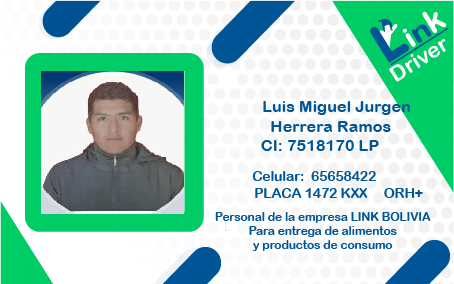 Link
Driver
Luis Miguel Jurgen
Herrera Ramos
CI: 7518170 LP
Celular: 65658422
PLACA 1472 KXX ORH+
Personal de la empresa LINK BOLIVIA
Para entrega de alimentos
y productos de consumo